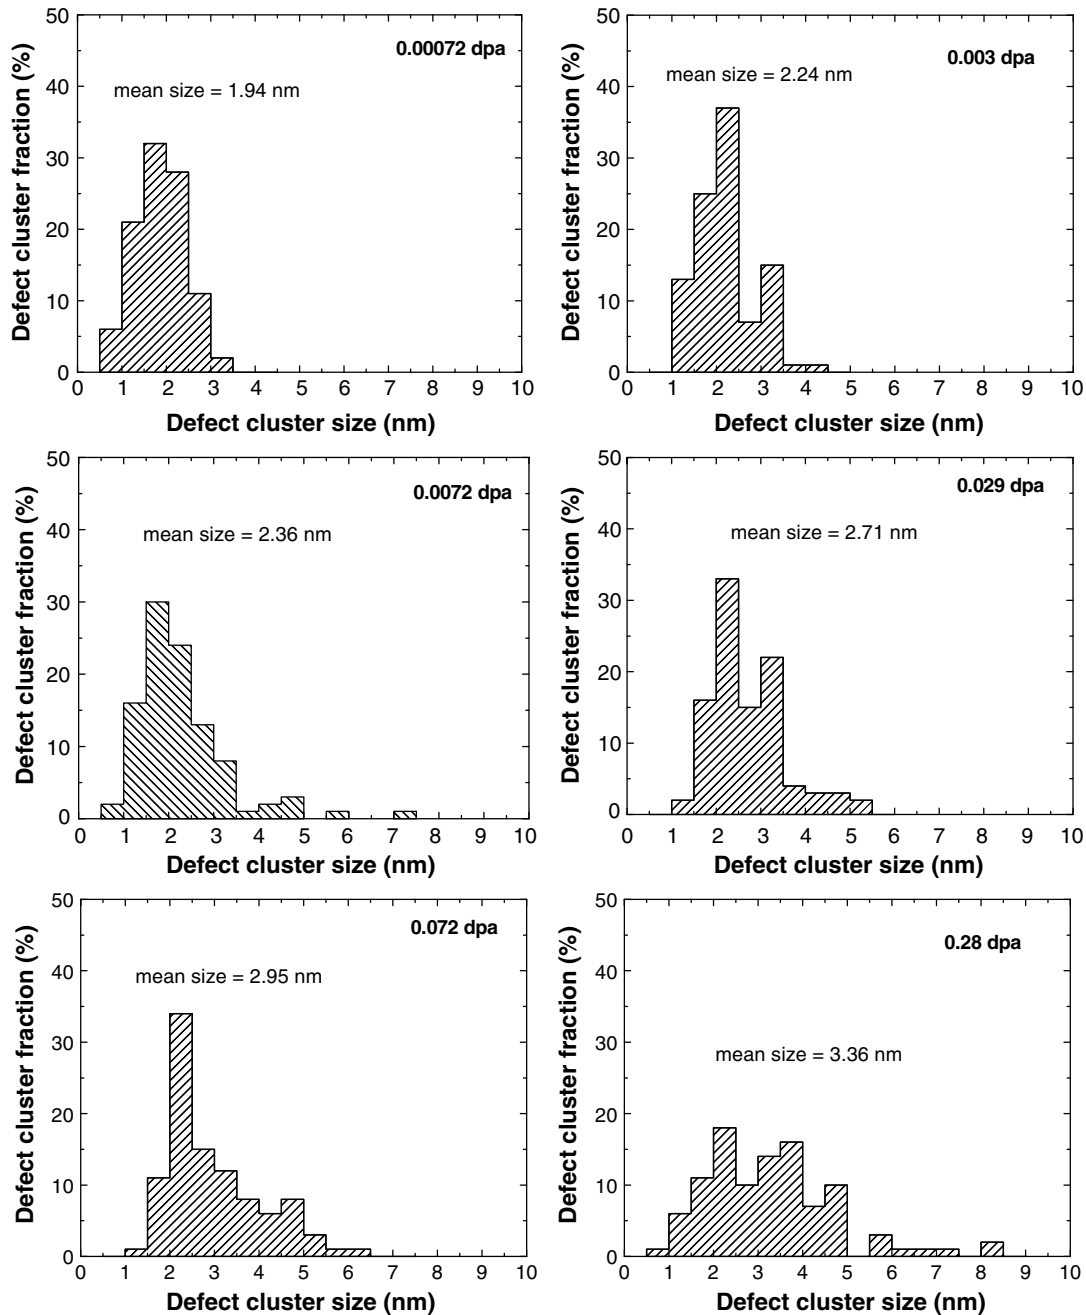 50
40
30
20
10
0
Defect cluster fraction (%)
0.00072 dpa
mean size = 1.94 nm
0 1 2 3 4 5 6 7 8 9 10
Defect cluster size (nm)
50
40
30
20
10
0
Defect cluster fraction (%)
0.003 dpa
mean size = 2.24 nm
0 1 2 3 4 5 6 7 8 9 10
Defect cluster size (nm)
50
40
30
20
10
0
Defect cluster fraction (%)
0.0072 dpa
mean size = 2.36 nm
0 1 2 3 4 5 6 7 8 9 10
Defect cluster size (nm)
50
40
30
20
10
0
Defect cluster fraction (%)
0.029 dpa
mean size = 2.71 nm
0 1 2 3 4 5 6 7 8 9 10
Defect cluster size (nm)
50
40
30
20
10
0
Defect cluster fraction (%)
0.072 dpa
mean size = 2.95 nm
0 1 2 3 4 5 6 7 8 9 10
Defect cluster size (nm)
50
40
30
20
10
0
Defect cluster fraction (%)
0.28 dpa
mean size = 3.36 nm
0 1 2 3 4 5 6 7 8 9 10
Defect cluster size (nm)